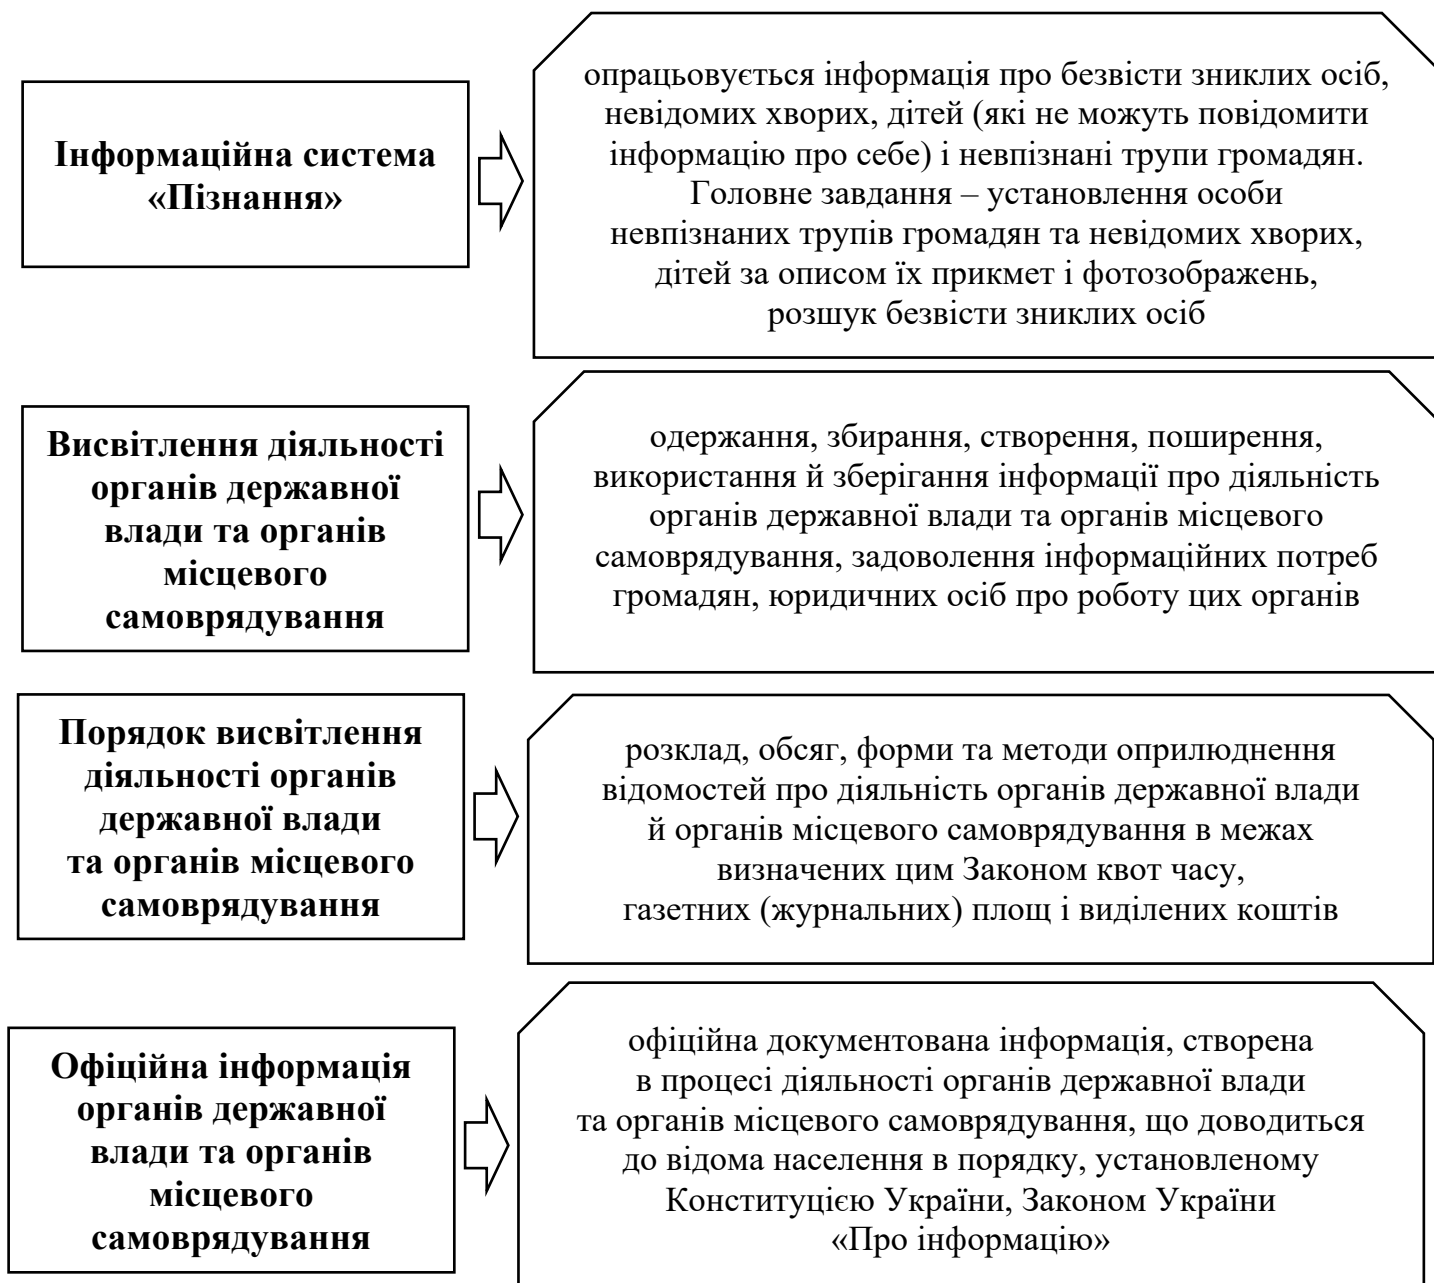 Інформаційна система
«Пізнання»
опрацьовується інформація про безвісти зниклих осіб,
невідомих хворих, дітей (які не можуть повідомити
інформацію про себе) і невпізнані трупи громадян.
Головне завдання – установлення особи
невпізнаних трупів громадян та невідомих хворих,
дітей за описом їх прикмет і фотозображень,
розшук безвісти зниклих осіб
Висвітлення діяльності
органів державної
влади та органів
місцевого
самоврядування
одержання, збирання, створення, поширення,
використання й зберігання інформації про діяльність
органів державної влади та органів місцевого
самоврядування, задоволення інформаційних потреб
громадян, юридичних осіб про роботу цих органів
Порядок висвітлення
діяльності органів
державної влади
та органів місцевого
самоврядування
розклад, обсяг, форми та методи оприлюднення
відомостей про діяльність органів державної влади
й органів місцевого самоврядування в межах
визначених цим Законом квот часу,
газетних (журнальних) площ і виділених коштів
Офіційна інформація
органів державної
влади та органів
місцевого
самоврядування
офіційна документована інформація, створена
в процесі діяльності органів державної влади
та органів місцевого самоврядування, що доводиться
до відома населення в порядку, установленому
Конституцією України, Законом України
«Про інформацію»